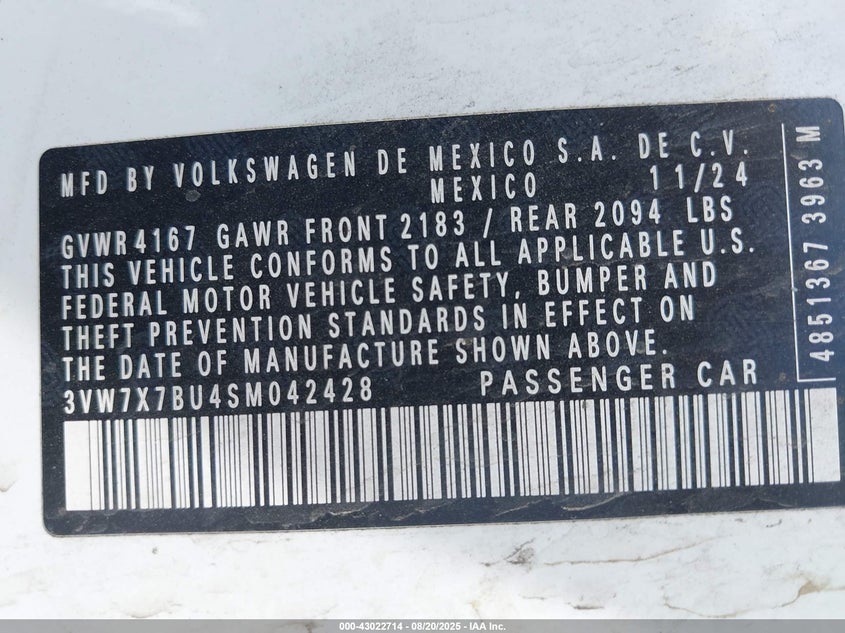 MFD BY VOLKSWAGEN DE MEXICO S.A. DE C.V.
MEXICO 11/24
GVWR 4167 GAWR FRONT 2183 / REAR 2094 LBS
THIS VEHICLE CONFORMS TO ALL APPLICABLE U.S.
FEDERAL MOTOR VEHICLE SAFETY, BUMPER AND
THEFT PREVENTION STANDARDS IN EFFECT ON
THE DATE OF MANUFACTURE SHOWN ABOVE.
3VW7X7BU4SM042428 PASSENGER CAR
4851367 3963 M
000-43022714 - 08/20/2025 - IAA Inc.